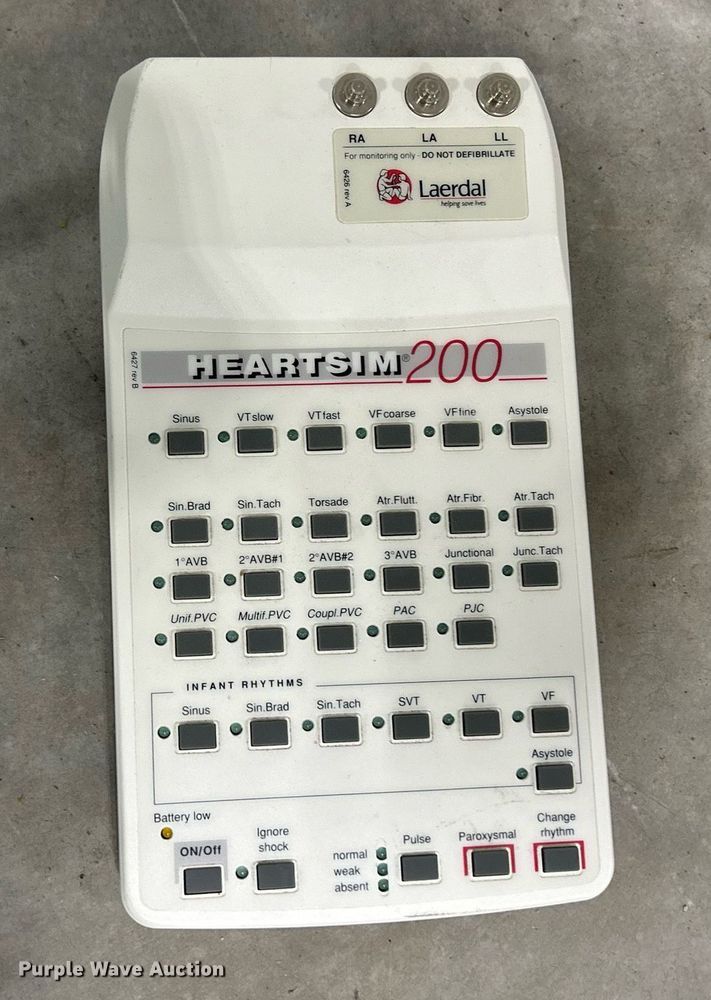 RA LA LL
For monitoring only - DO NOT DEFIBRILLATE
6426 rev A
Laerdal
helping save lives
6427 rev B
HEARTSIM® 200
Sinus VTslow VTfast VFcoarse VFfine Asystole
Sin.Brad Sin.Tach Torsade Atr.Flutt. Atr.Fibr. Atr.Tach
1°AVB 2°AVB#1 2°AVB#2 3°AVB Junctional Junc.Tach
Unif.PVC Multif.PVC Coupl.PVC PAC PJC
INFANT RHYTHMS
Sinus Sin.Brad Sin.Tach SVT VT VF
Asystole
Battery low
ON/Off
Ignore
shock
normal
weak
absent
Pulse
Paroxysmal
Change
rhythm
Purple Wave Auction